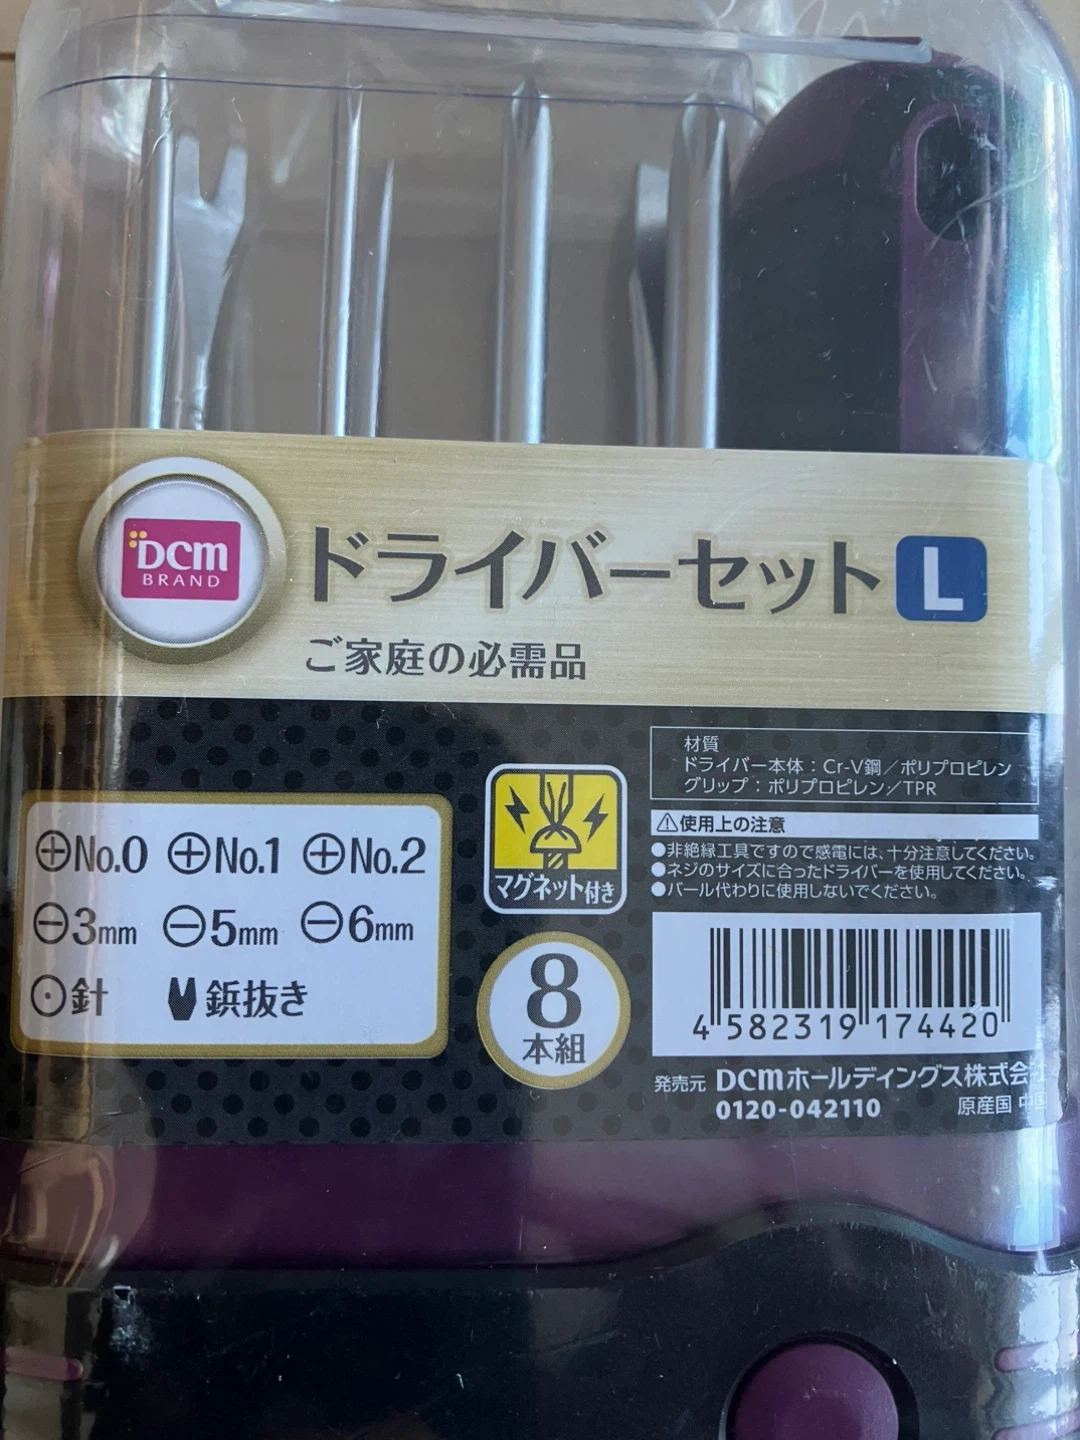 DCM
BRAND
ドライバーセット L
ご家庭の必需品
⊕No.0 ⊕No.1 ⊕No.2
⊖3mm ⊖5mm ⊖6mm
⊙針 鋲抜き
マグネット付き
8
本組
材質
ドライバー本体：Cr-V鋼／ポリプロピレン
グリップ：ポリプロピレン／TPR
⚠使用上の注意
●非絶縁工具ですので感電には、十分注意してください。
●ネジのサイズに合ったドライバーを使用してください。
●バール代わりに使用しないでください。
4 582319 174420
発売元 DCMホールディングス株式会社
0120-042110 原産国 中国